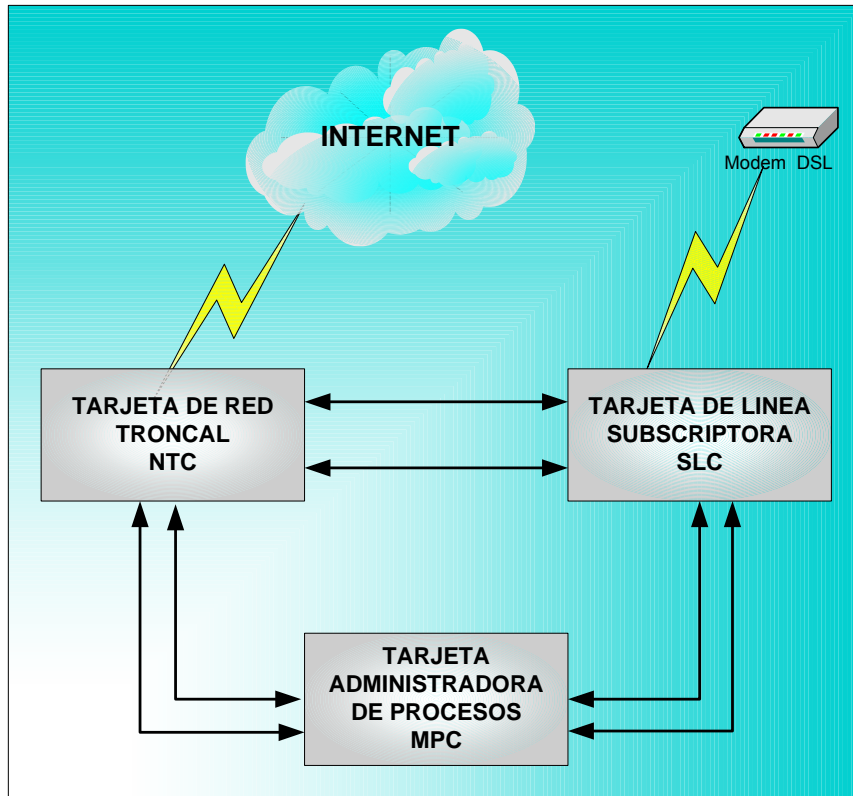 INTERNET
Modem DSL
TARJETA DE RED
TRONCAL
NTC
TARJETA DE LINEA
SUBSCRIPTORA
SLC
TARJETA
ADMINISTRADORA
DE PROCESOS
MPC